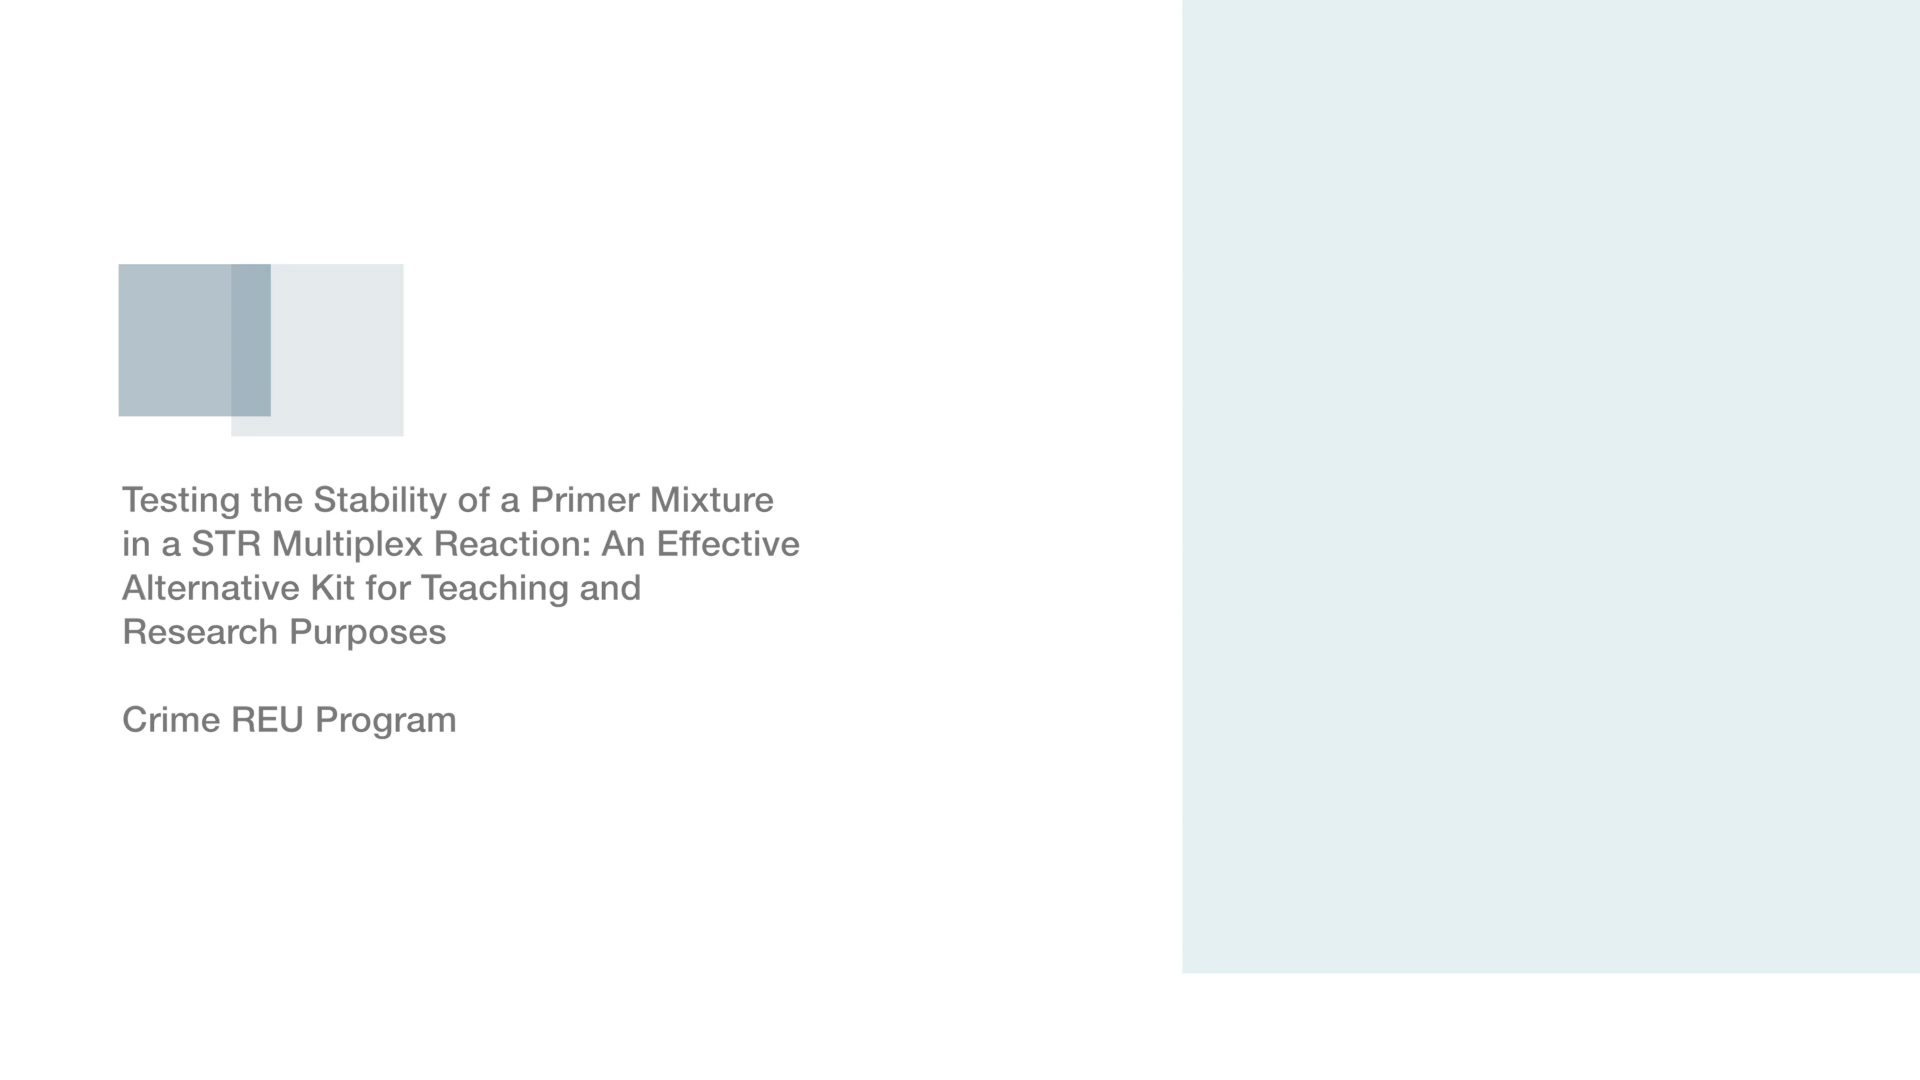 Testing the Stability of a Primer Mixture
in a STR Multiplex Reaction: An Effective
Alternative Kit for Teaching and
Research Purposes
Crime REU Program